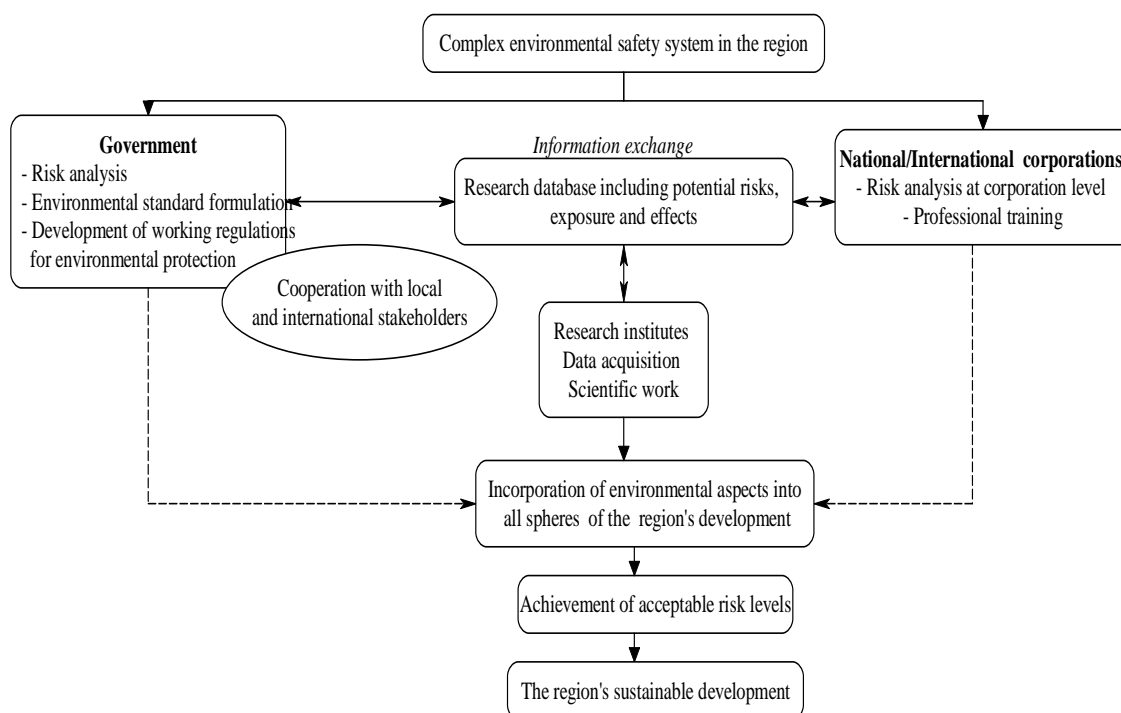 Complex environmental safety system in the region
Government
- Risk analysis
- Environmental standard formulation
- Development of working regulations
for environmental protection
Cooperation with local
and international stakeholders
Information exchange
Research database including potential risks,
exposure and effects
National/International corporations
- Risk analysis at corporation level
- Professional training
Research institutes
Data acquisition
Scientific work
Incorporation of environmental aspects into
all spheres of the region's development
Achievement of acceptable risk levels
The region's sustainable development